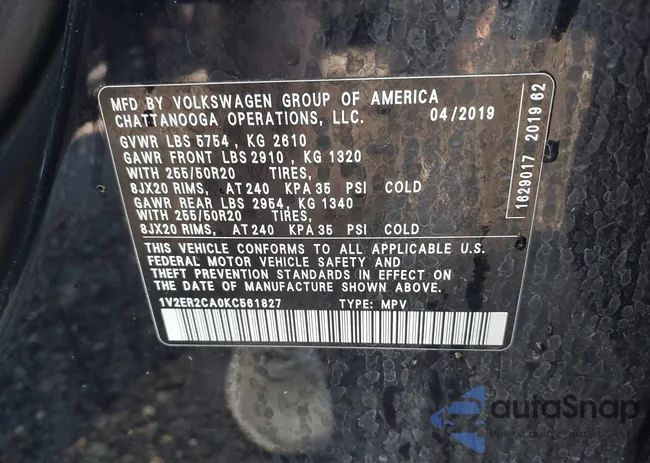 MFD BY VOLKSWAGEN GROUP OF AMERICA
CHATTANOOGA OPERATIONS, LLC. 04/2019
GVWR LBS 5754 , KG 2610
GAWR FRONT LBS 2910 , KG 1320
WITH 255/50R20 TIRES,
8JX20 RIMS, AT 240 KPA 35 PSI COLD
GAWR REAR LBS 2954, KG 1340
WITH 255/50R20 TIRES,
8JX20 RIMS, AT 240 KPA 35 PSI COLD
THIS VEHICLE CONFORMS TO ALL APPLICABLE U.S.
FEDERAL MOTOR VEHICLE SAFETY AND
THEFT PREVENTION STANDARDS IN EFFECT ON
THE DATE OF MANUFACTURE SHOWN ABOVE.
1V2ER2CA0KC561827 TYPE: MPV
1629017 2019 62
autoSnap